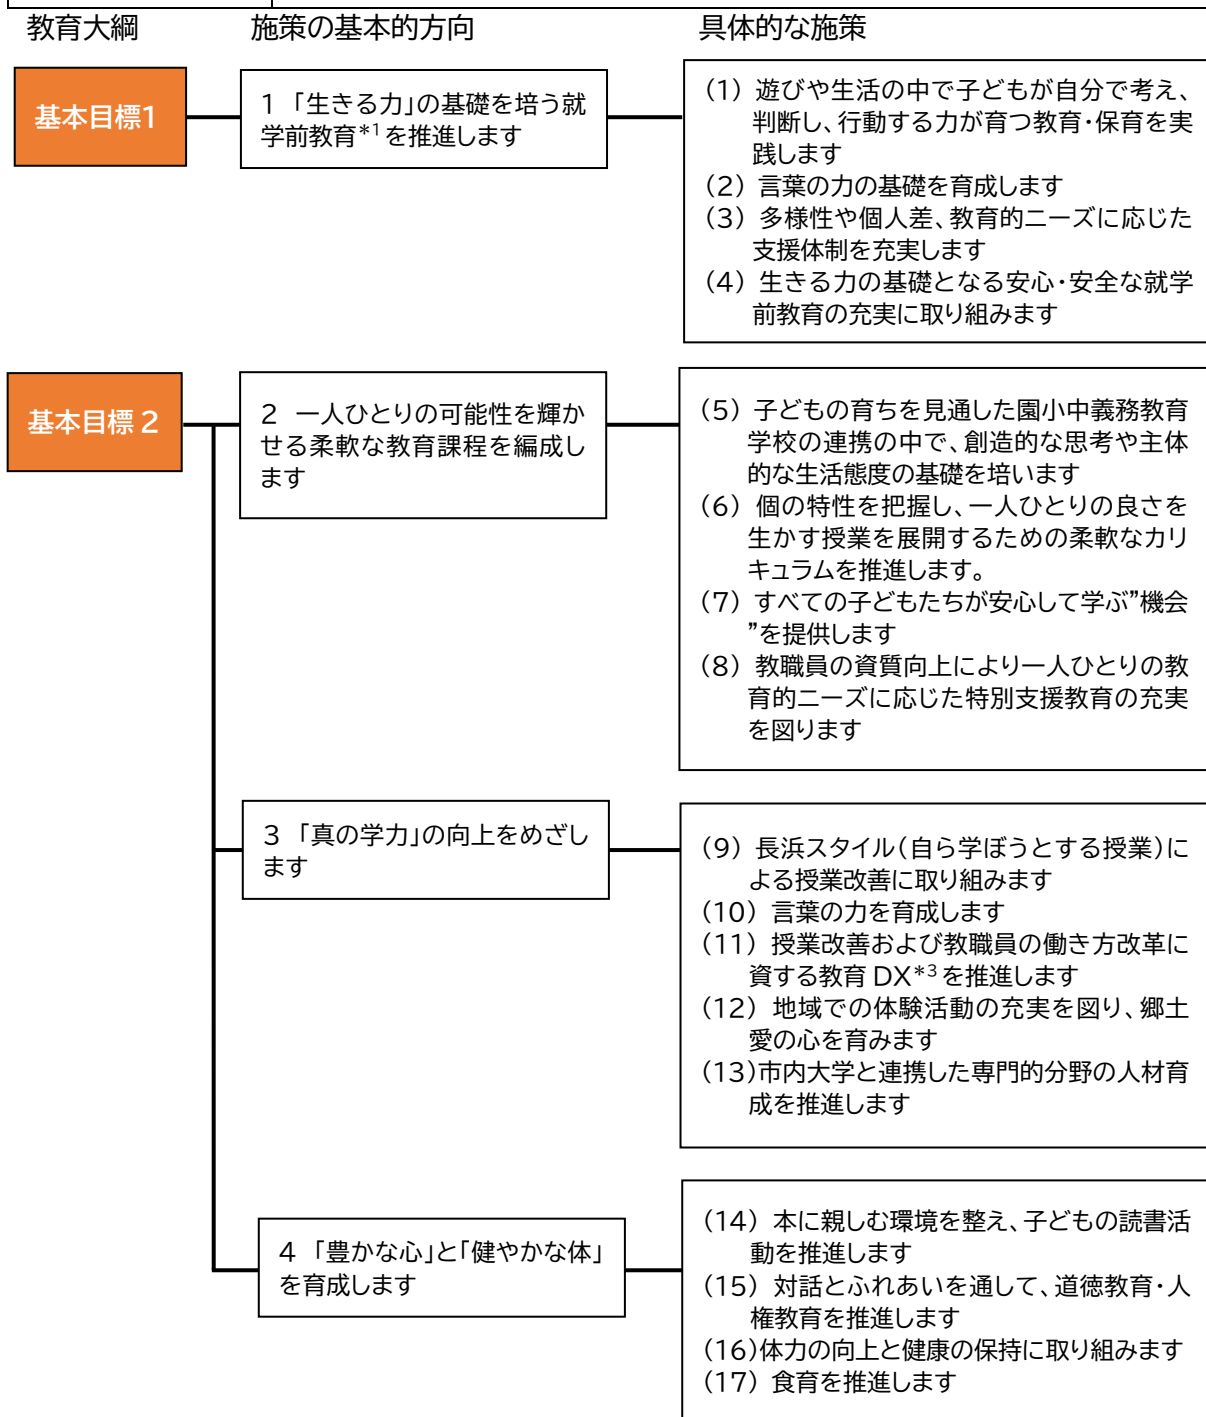 教育大綱 施策の基本的方向 具体的な施策
基本目標1
1 「生きる力」の基礎を培う就
学前教育*1を推進します
(1) 遊びや生活の中で子どもが自分で考え、
判断し、行動する力が育つ教育・保育を実
践します
(2) 言葉の力の基礎を育成します
(3) 多様性や個人差、教育的ニーズに応じた
支援体制を充実します
(4) 生きる力の基礎となる安心・安全な就学
前教育の充実に取り組みます
基本目標 2
2 一人ひとりの可能性を輝か
せる柔軟な教育課程を編成し
ます
(5) 子どもの育ちを見通した園小中義務教育
学校の連携の中で、創造的な思考や主体
的な生活態度の基礎を培います
(6) 個の特性を把握し、一人ひとりの良さを
生かす授業を展開するための柔軟なカリ
キュラムを推進します。
(7) すべての子どもたちが安心して学ぶ”機会
”を提供します
(8) 教職員の資質向上により一人ひとりの教
育的ニーズに応じた特別支援教育の充実
を図ります
3 「真の学力」の向上をめざし
ます
(9) 長浜スタイル(自ら学ぼうとする授業)に
よる授業改善に取り組みます
(10) 言葉の力を育成します
(11) 授業改善および教職員の働き方改革に
資する教育 DX*3を推進します
(12) 地域での体験活動の充実を図り、郷土
愛の心を育みます
(13)市内大学と連携した専門的分野の人材育
成を推進します
4 「豊かな心」と「健やかな体」
を育成します
(14) 本に親しむ環境を整え、子どもの読書活
動を推進します
(15) 対話とふれあいを通して、道徳教育・人
権教育を推進します
(16)体力の向上と健康の保持に取り組みます
(17) 食育を推進します